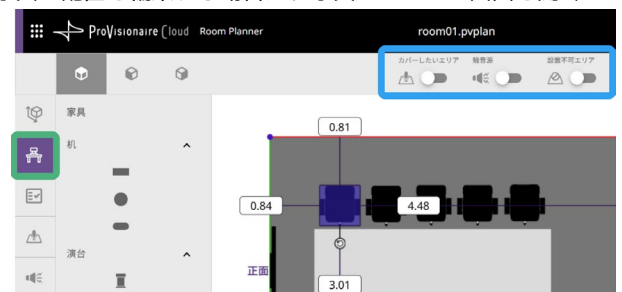 ProVisionaire Cloud Room Planner room01.pvplan
カバーしたいエリア 騒音源 設置不可エリア
家具
机
0.81
0.84
4.48
演台
正面
3.01